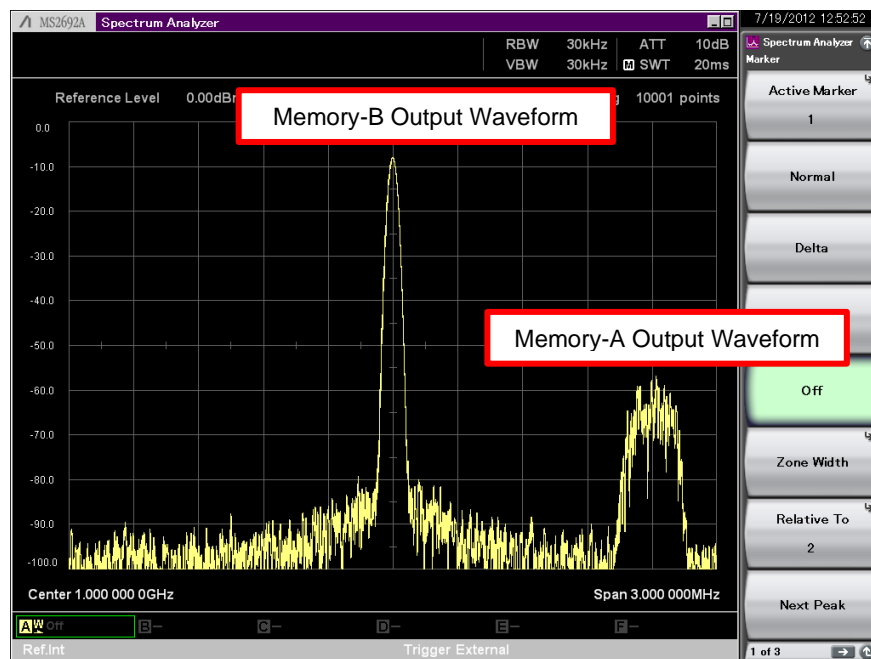 MS2692A Spectrum Analyzer
7/19/2012 12:52:52
RBW 30kHz ATT 10dB
VBW 30kHz M SWT 20ms
Reference Level 0.00dB
10001 points
Memory-B Output Waveform
0.0
-10.0
-20.0
-30.0
-40.0
-50.0
-60.0
-70.0
-80.0
-90.0
-100.0
Memory-A Output Waveform
Center 1.000 000 0GHz Span 3.000 000MHz
A Off B- C- D- E- F-
Ref.Int Trigger External
Spectrum Analyzer
Marker
Active Marker
1
Normal
Delta
Off
Zone Width
Relative To
2
Next Peak
1 of 3